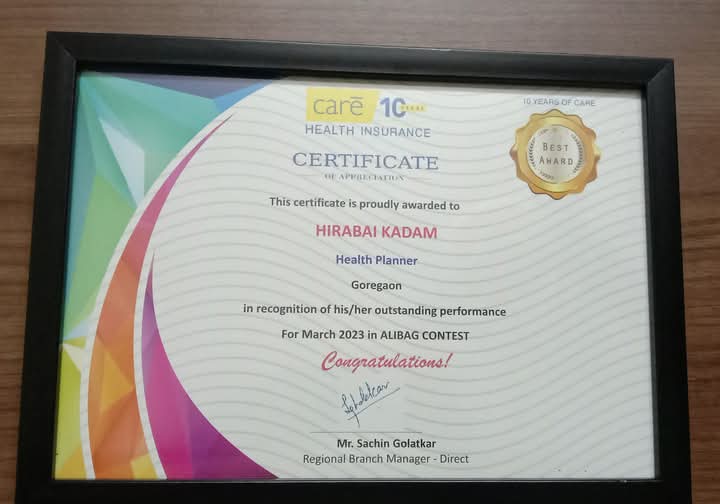 carē 10 YEARS
HEALTH INSURANCE
10 YEARS OF CARE
BEST
AWARD
CERTIFICATE
OF APPRECIATION
This certificate is proudly awarded to
HIRABAI KADAM
Health Planner
Goregaon
in recognition of his/her outstanding performance
For March 2023 in ALIBAG CONTEST
Congratulations!
Mr. Sachin Golatkar
Regional Branch Manager - Direct